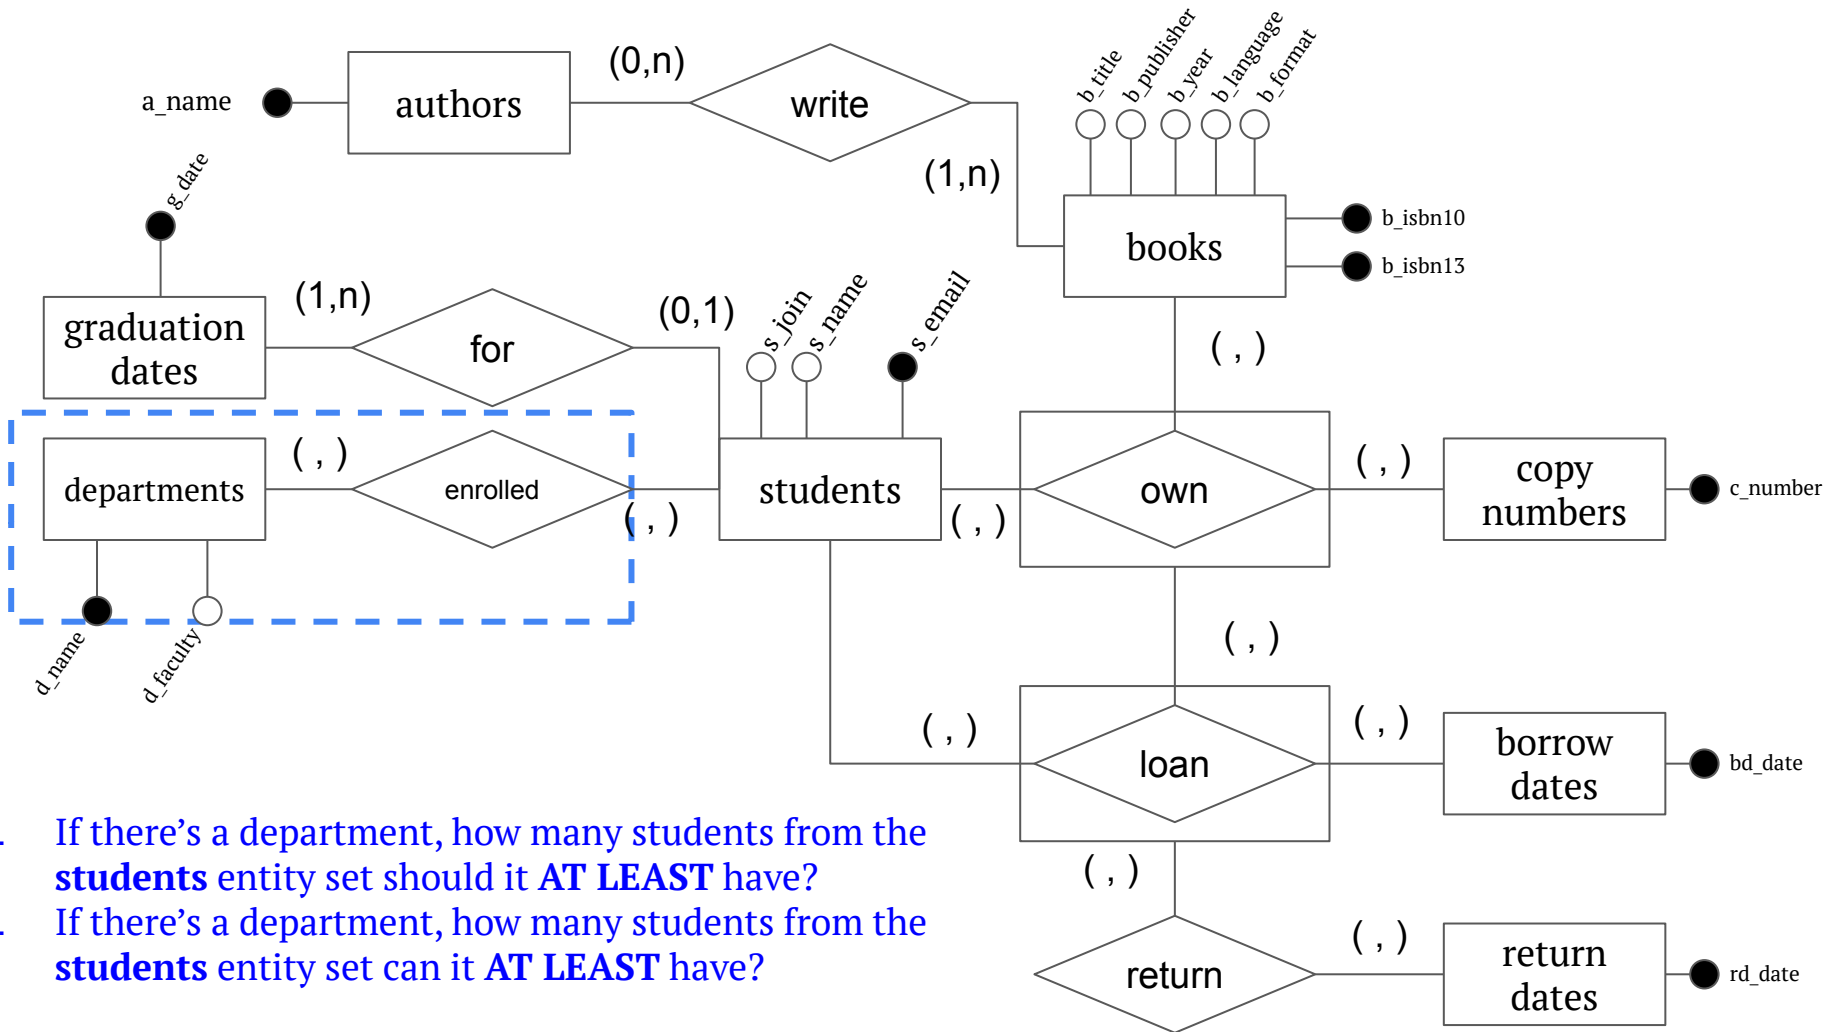 b_title
b_publisher
b_year
b_language
b_format
a_name
authors
(0,n)
write
(1,n)
books
b_isbn10
b_isbn13
g_date
graduation
dates
(1,n)
for
(0,1)
s_join
s_name
s_email
( , )
departments
( , )
enrolled
( , )
students
( , )
own
( , )
copy
numbers
c_number
d_name
d_faculty
( , )
( , )
loan
( , )
borrow
dates
bd_date
. If there’s a department, how many students from the
students entity set should it AT LEAST have?
. If there’s a department, how many students from the
students entity set can it AT LEAST have?
( , )
return
( , )
return
dates
rd_date